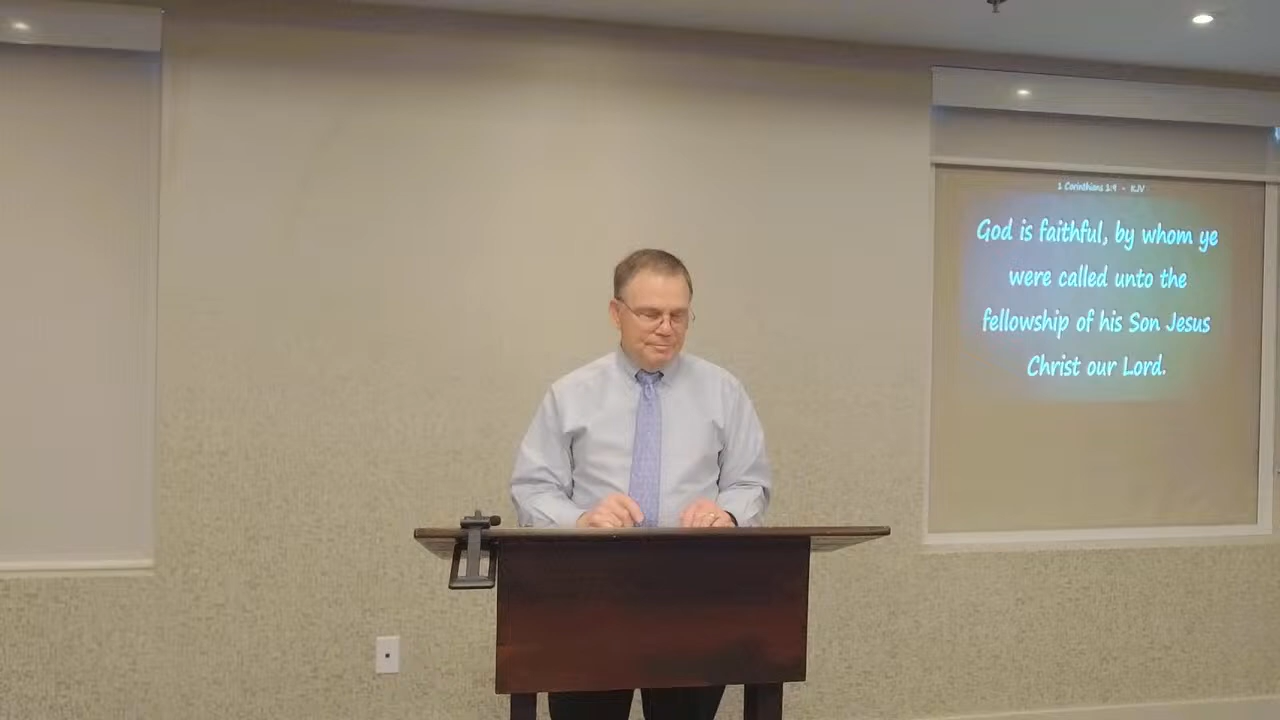 1 Corinthians 1:9 - KJV
God is faithful, by whom ye
were called unto the
fellowship of his Son Jesus
Christ our Lord.